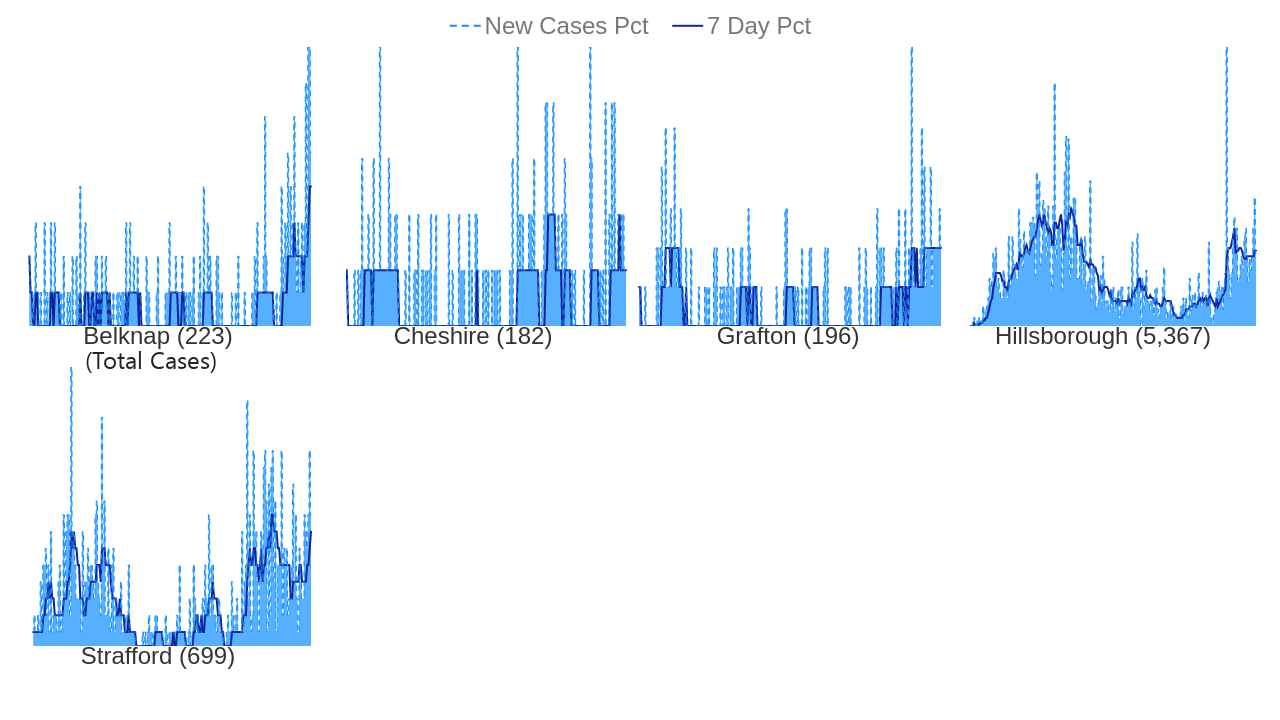 New Cases Pct 7 Day Pct
Belknap (223) Cheshire (182) Grafton (196) Hillsborough (5,367)
(Total Cases)
Strafford (699)